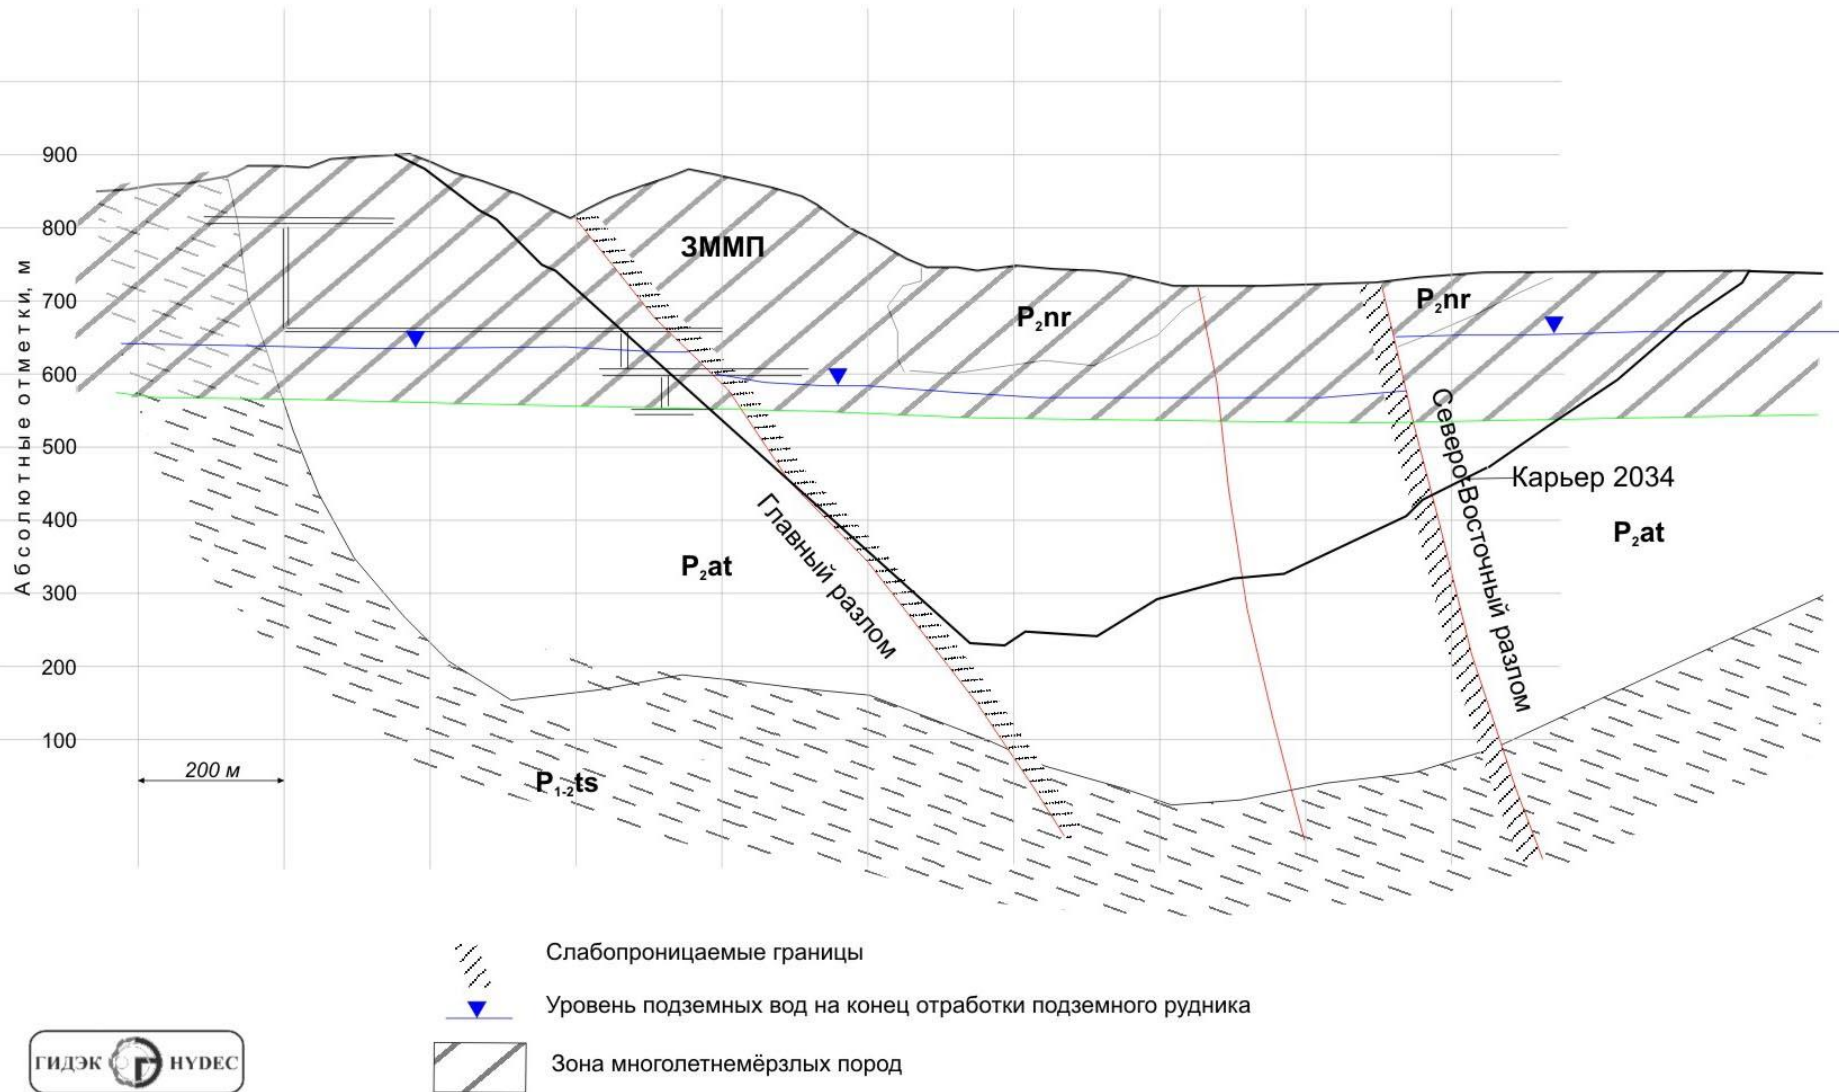 900
800
ЗММП
700
P₂nr
P₂nr
600
500
Карьер 2034
400
P₂at
P₂at
300
200
100
Абсолютные отметки, м
Главный разлом
Северо-Восточный разлом
200 м
P₁₋₂ts
Слабопроницаемые границы
Уровень подземных вод на конец отработки подземного рудника
Зона многолетнемёрзлых пород
ГИДЭК HYDEC